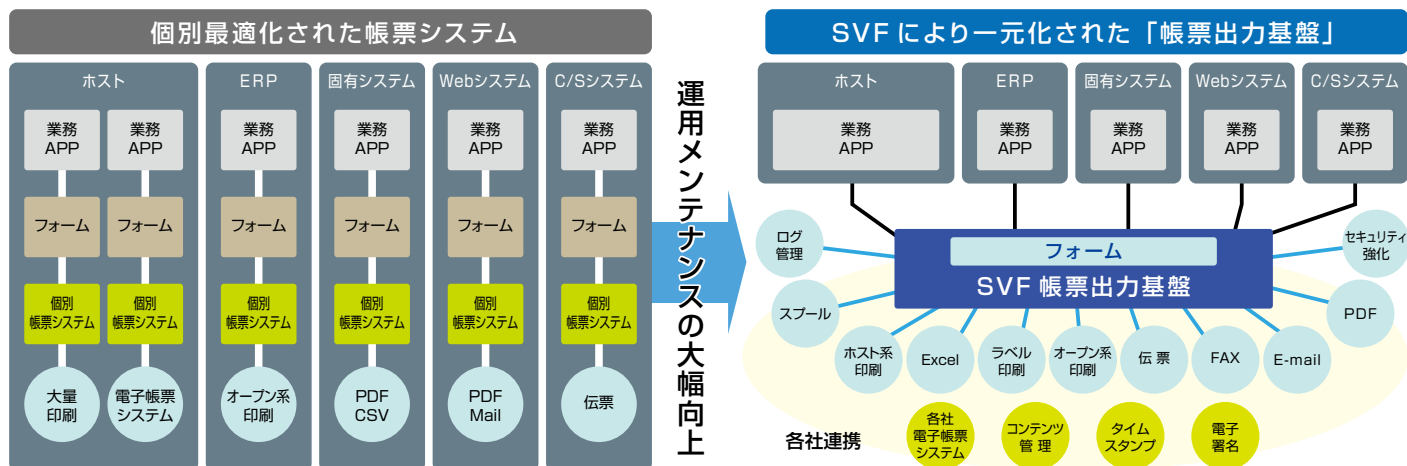 個別最適化された帳票システム
ホスト
ERP
固有システム
Webシステム
C/Sシステム
業務
APP
業務
APP
業務
APP
業務
APP
業務
APP
業務
APP
フォーム
フォーム
フォーム
フォーム
フォーム
フォーム
個別
帳票システム
個別
帳票システム
個別
帳票システム
個別
帳票システム
個別
帳票システム
個別
帳票システム
大量
印刷
電子帳票
システム
オープン系
印刷
PDF
CSV
PDF
Mail
伝票
運用メンテナンスの大幅向上
SVFにより一元化された「帳票出力基盤」
ホスト
ERP
固有システム
Webシステム
C/Sシステム
業務
APP
業務
APP
業務
APP
業務
APP
業務
APP
フォーム
SVF 帳票出力基盤
ログ
管理
セキュリティ
強化
スプール
PDF
ホスト系
印刷
Excel
ラベル
印刷
オープン系
印刷
伝票
FAX
E-mail
各社連携
各社
電子帳票
システム
コンテンツ
管理
タイム
スタンプ
電子
署名